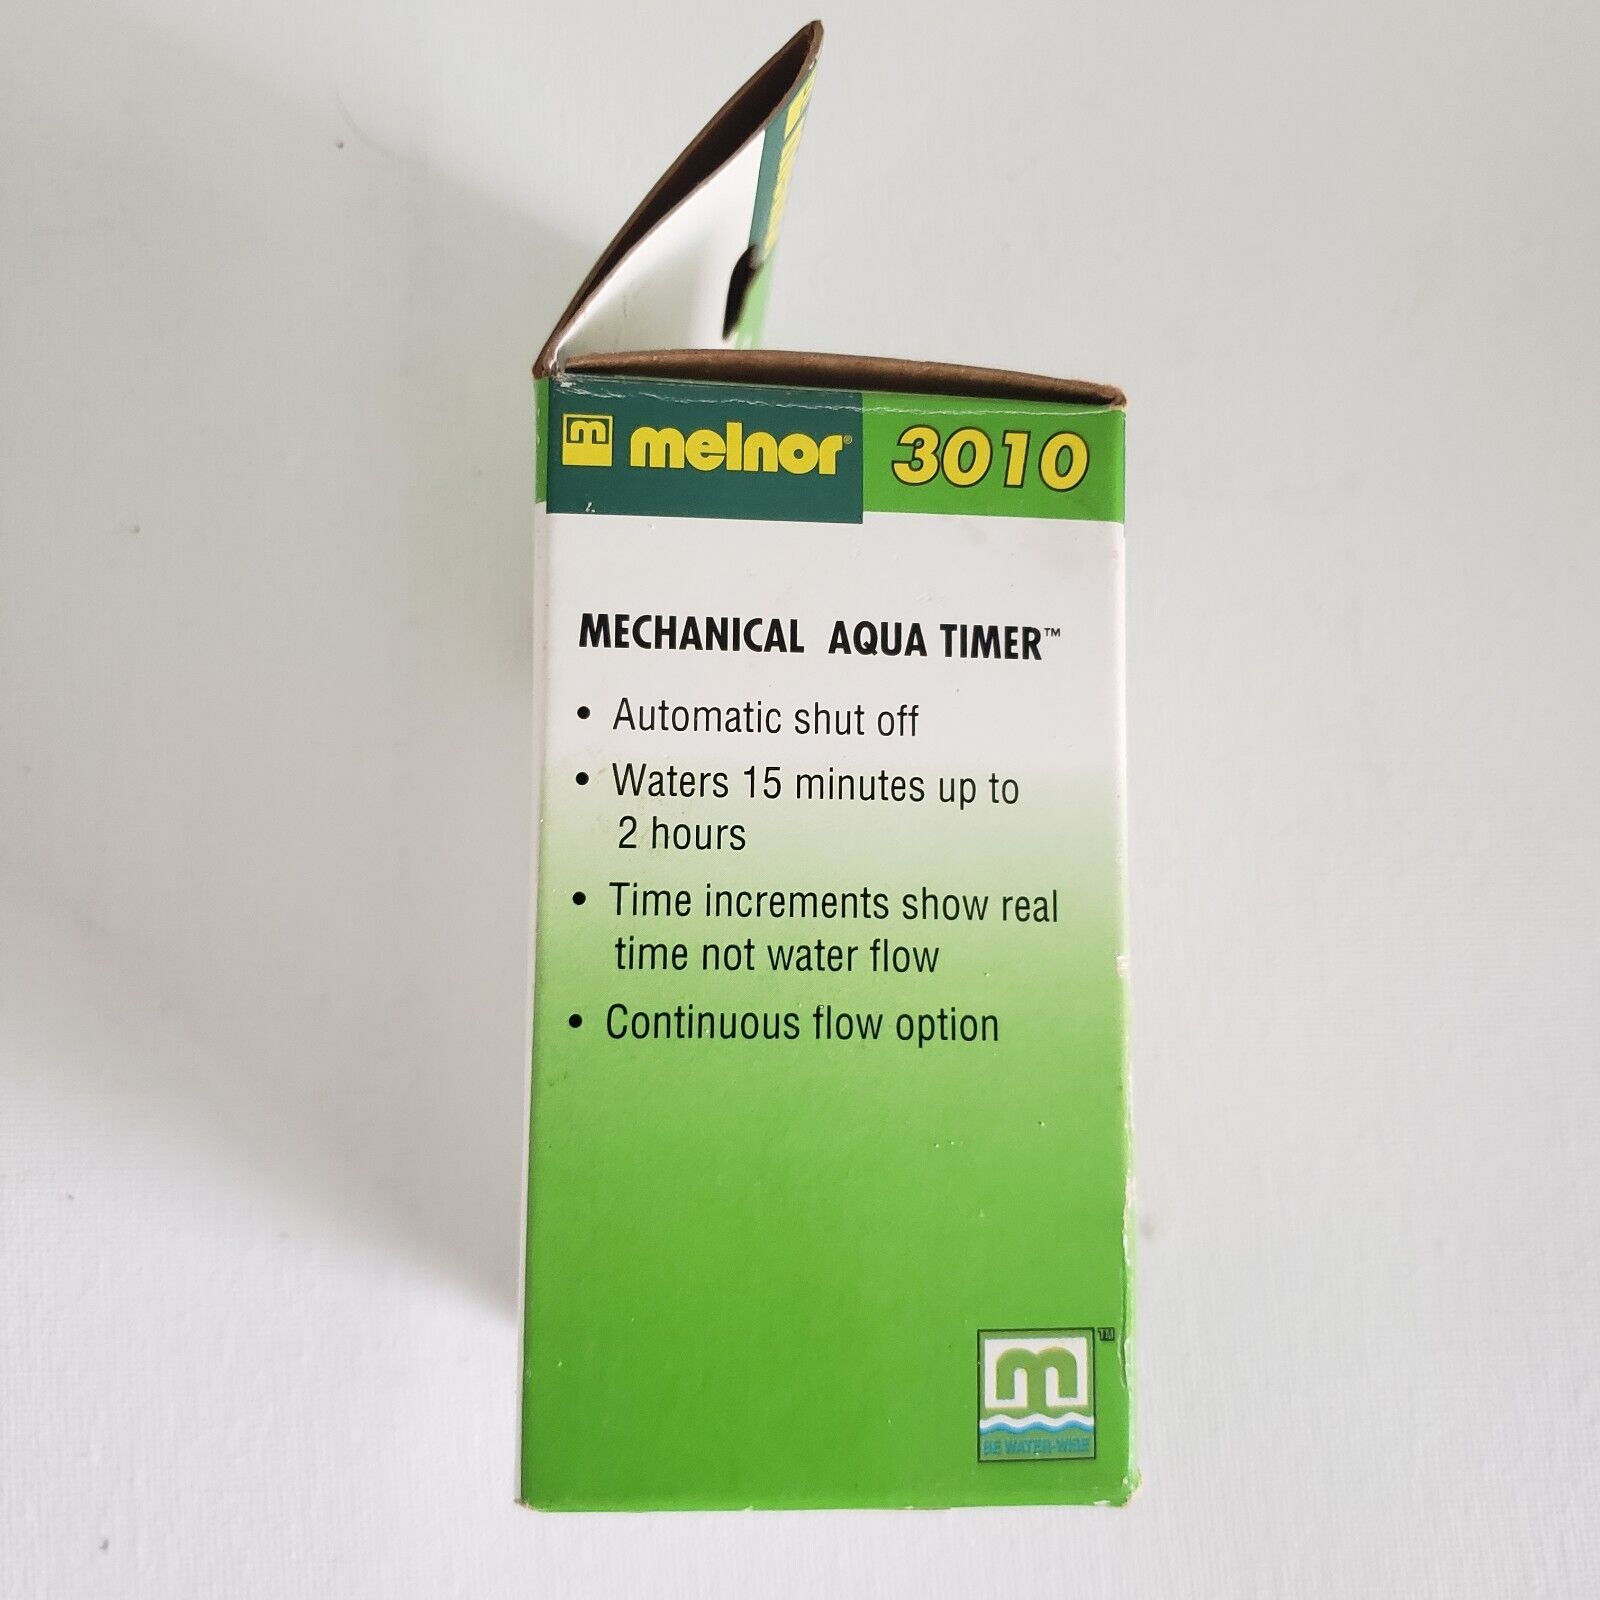 m melnor® 3010
MECHANICAL AQUA TIMER™
• Automatic shut off
• Waters 15 minutes up to
2 hours
• Time increments show real
time not water flow
• Continuous flow option
m TM
BE WATER-WISE